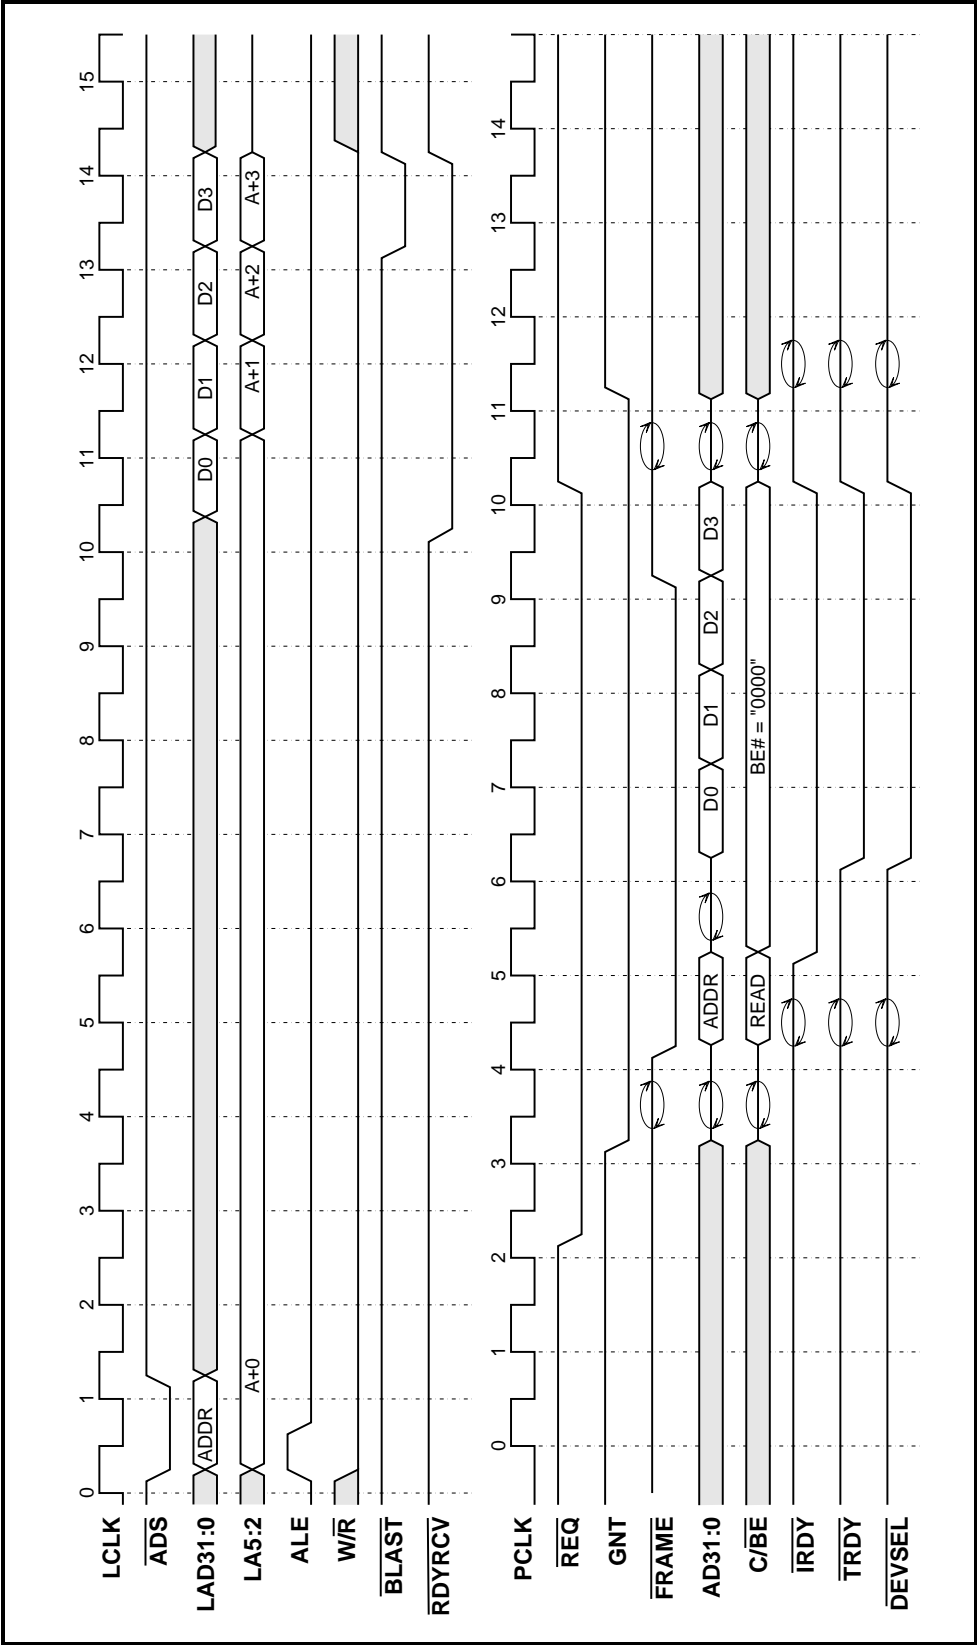 0 1 2 3 4 5 6 7 8 9 10 11 12 13 14 15
LCLK
ADS
LAD31:0 ADDR D0 D1 D2 D3
LA5:2 A+0 A+1 A+2 A+3
ALE
W/R
BLAST
RDYRCV
0 1 2 3 4 5 6 7 8 9 10 11 12 13 14
PCLK
REQ
GNT
FRAME
AD31:0 ADDR D0 D1 D2 D3
C/BE READ BE# = "0000"
IRDY
TRDY
DEVSEL